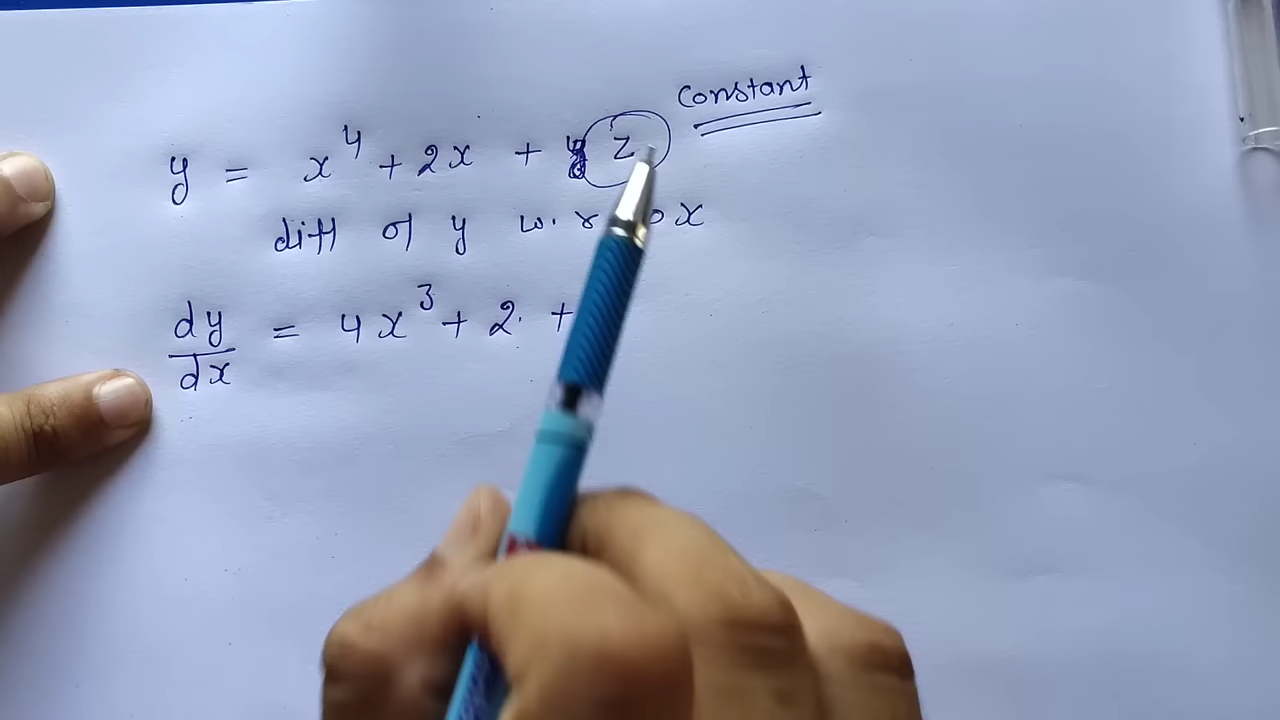 constant
y = x⁴ + 2x + z
diff of y w.r x
dy/dx = 4x³ + 2. +